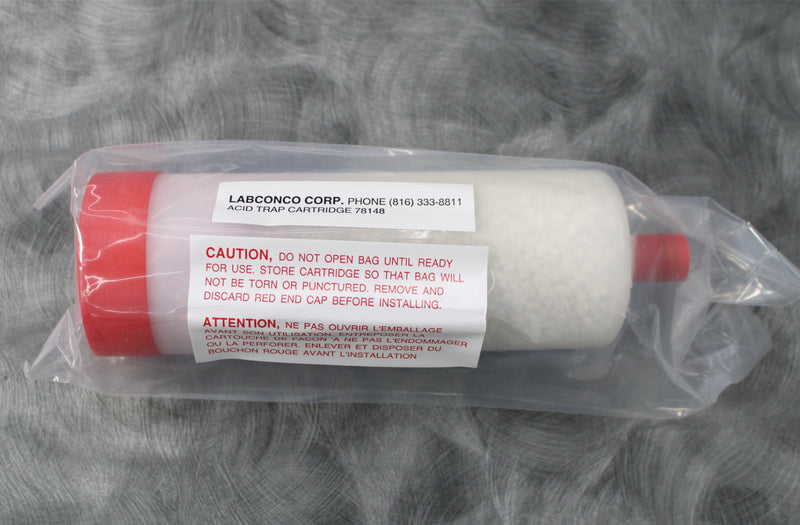 LABCONCO CORP. PHONE (816) 333-8811
ACID TRAP CARTRIDGE 78148
CAUTION, DO NOT OPEN BAG UNTIL READY
FOR USE. STORE CARTRIDGE SO THAT BAG WILL
NOT BE TORN OR PUNCTURED. REMOVE AND
DISCARD RED END CAP BEFORE INSTALLING.
ATTENTION, NE PAS OUVRIR L'EMBALLAGE
AVANT SON UTILISATION. ENTREPOSER LA
CARTOUCHE DE FACON 'A NE PAS L'ENDOMMAGER
OU LA PERFORER. ENLEVER ET DISPOSER DU
BOUCHON ROUGE AVANT L'INSTALLATION